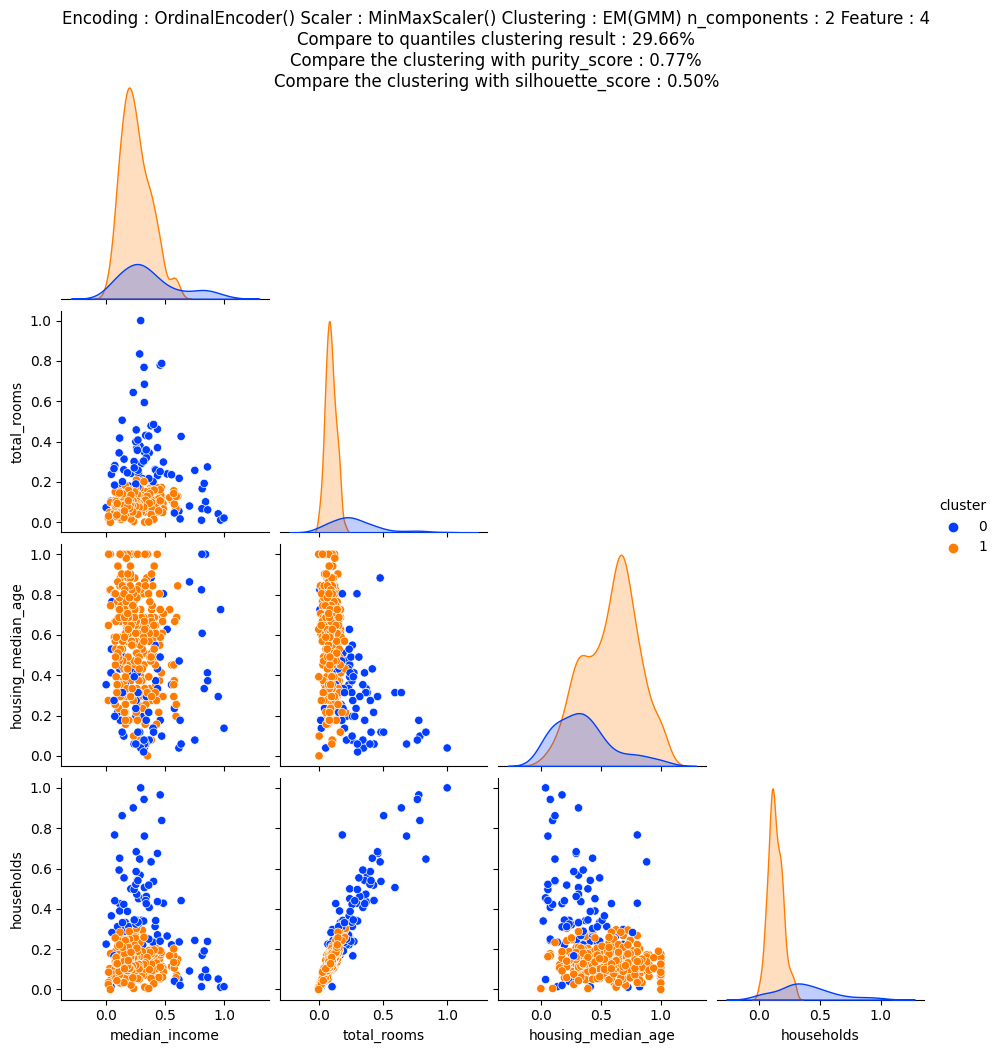 Encoding : OrdinalEncoder() Scaler : MinMaxScaler() Clustering : EM(GMM) n_components : 2 Feature : 4
Compare to quantiles clustering result : 29.66%
Compare the clustering with purity_score : 0.77%
Compare the clustering with silhouette_score : 0.50%
1.0
0.8
0.6
0.4
0.2
0.0
total_rooms
cluster
0
1
1.0
0.8
0.6
0.4
0.2
0.0
housing_median_age
1.0
0.8
0.6
0.4
0.2
0.0
households
0.0 0.5 1.0 0.0 0.5 1.0 0.0 0.5 1.0 0.0 0.5 1.0
median_income total_rooms housing_median_age households